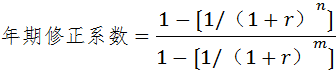 年期修正系数 = (1 − [1/（1 + r）^n]) / (1 − [1/（1 + r）^m])